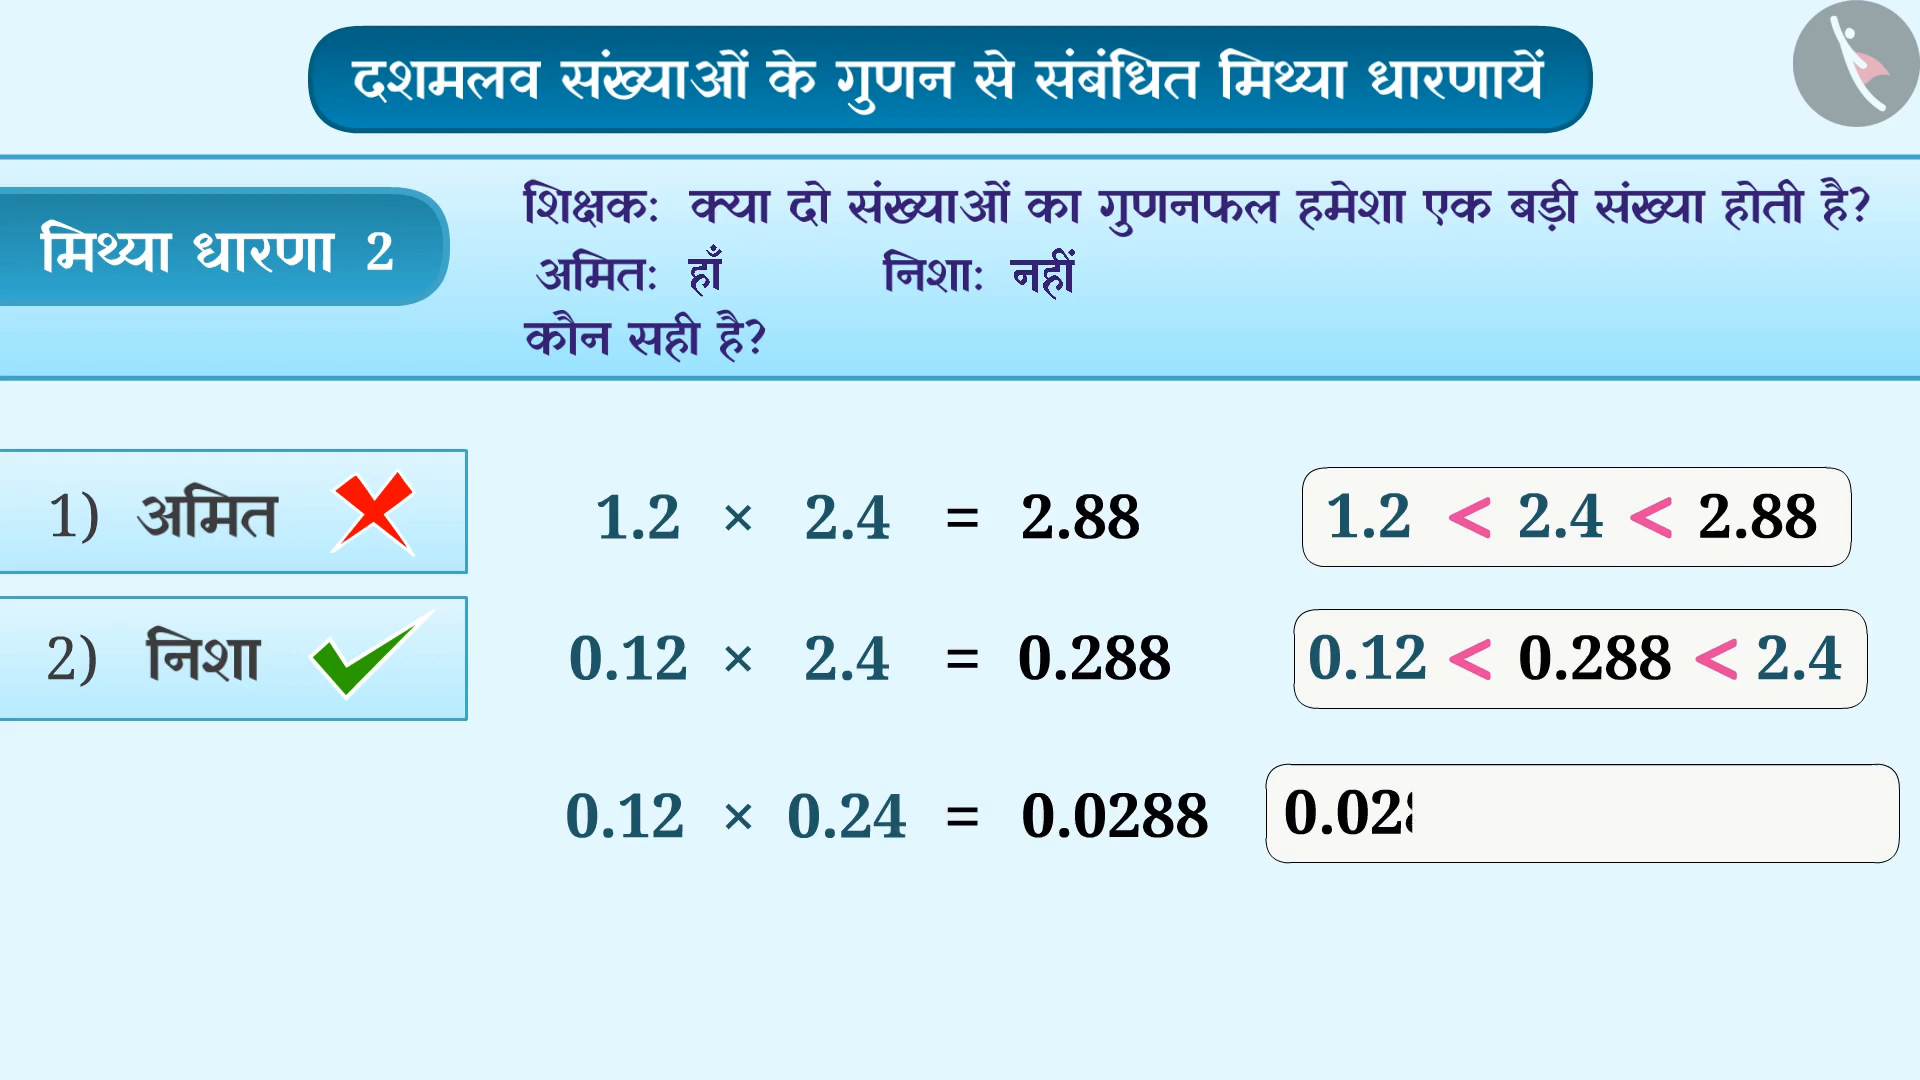 दशमलव संख्याओं के गुणन से संबंधित मिथ्या धारणायें
मिथ्या धारणा 2
शिक्षक: क्या दो संख्याओं का गुणनफल हमेशा एक बड़ी संख्या होती है?
अमित: हाँ निशा: नहीं
कौन सही है?
1) अमित 1.2 × 2.4 = 2.88 1.2 < 2.4 < 2.88
2) निशा 0.12 × 2.4 = 0.288 0.12 < 0.288 < 2.4
0.12 × 0.24 = 0.0288 0.02